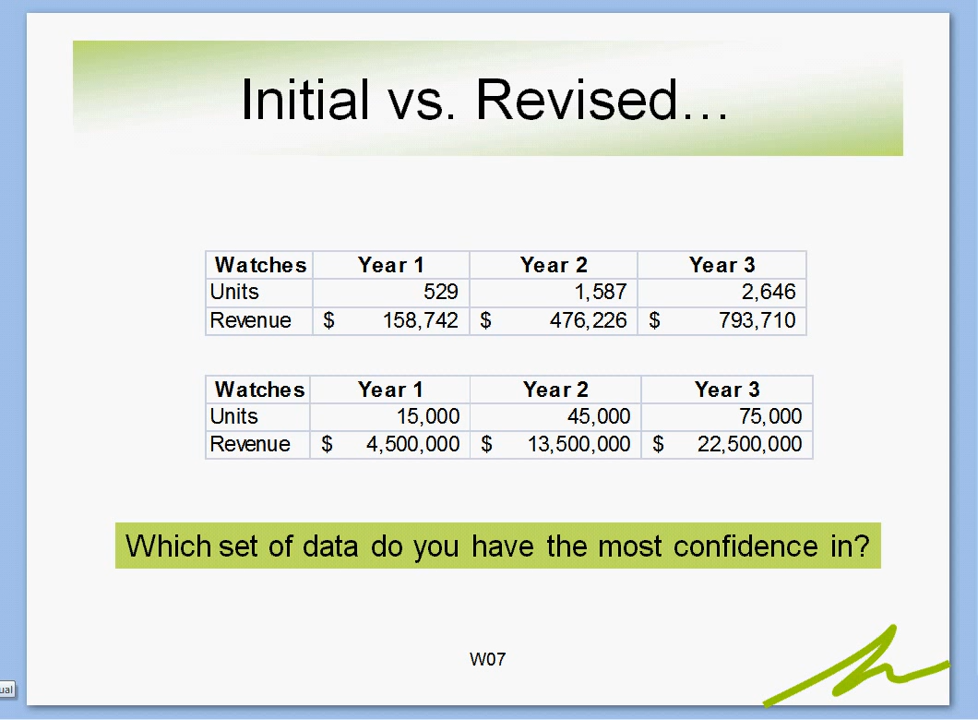 Initial vs. Revised…
Watches Year 1 Year 2 Year 3
Units 529 1,587 2,646
Revenue $ 158,742 $ 476,226 $ 793,710
Watches Year 1 Year 2 Year 3
Units 15,000 45,000 75,000
Revenue $ 4,500,000 $ 13,500,000 $ 22,500,000
Which set of data do you have the most confidence in?
W07
ual